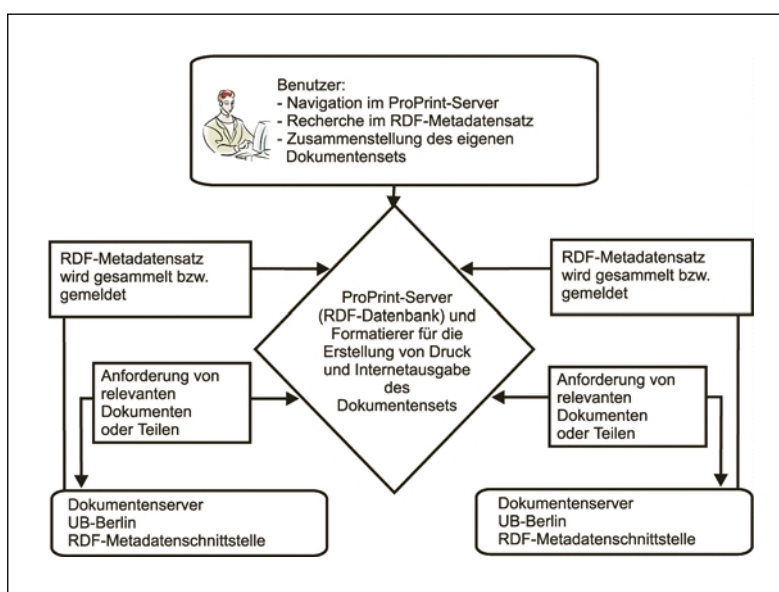 Benutzer:
- Navigation im ProPrint-Server
- Recherche im RDF-Metadatensatz
- Zusammenstellung des eigenen
Dokumentensets
RDF-Metadatensatz
wird gesammelt bzw.
gemeldet
RDF-Metadatensatz
wird gesammelt bzw.
gemeldet
ProPrint-Server
(RDF-Datenbank) und
Formatierer für die
Erstellung von Druck
und Internetausgabe
des
Dokumentensets
Anforderung von
relevanten
Dokumenten
oder Teilen
Anforderung von
relevanten
Dokumenten
oder Teilen
Dokumentenserver
UB-Berlin
RDF-Metadatenschnittstelle
Dokumentenserver
UB-Berlin
RDF-Metadatenschnittstelle